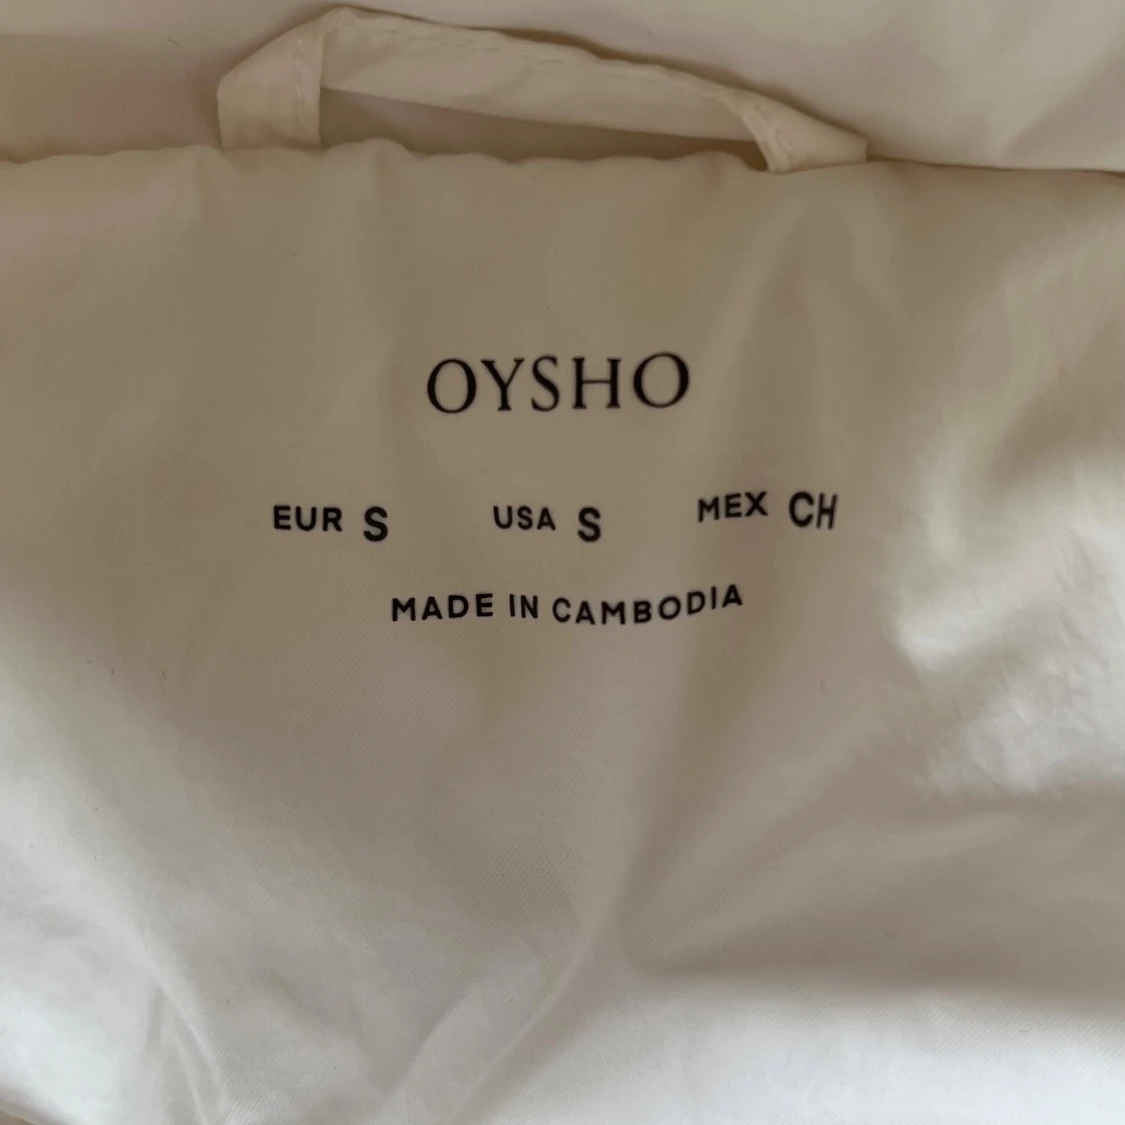 OYSHO
EUR S USA S MEX CH
MADE IN CAMBODIA